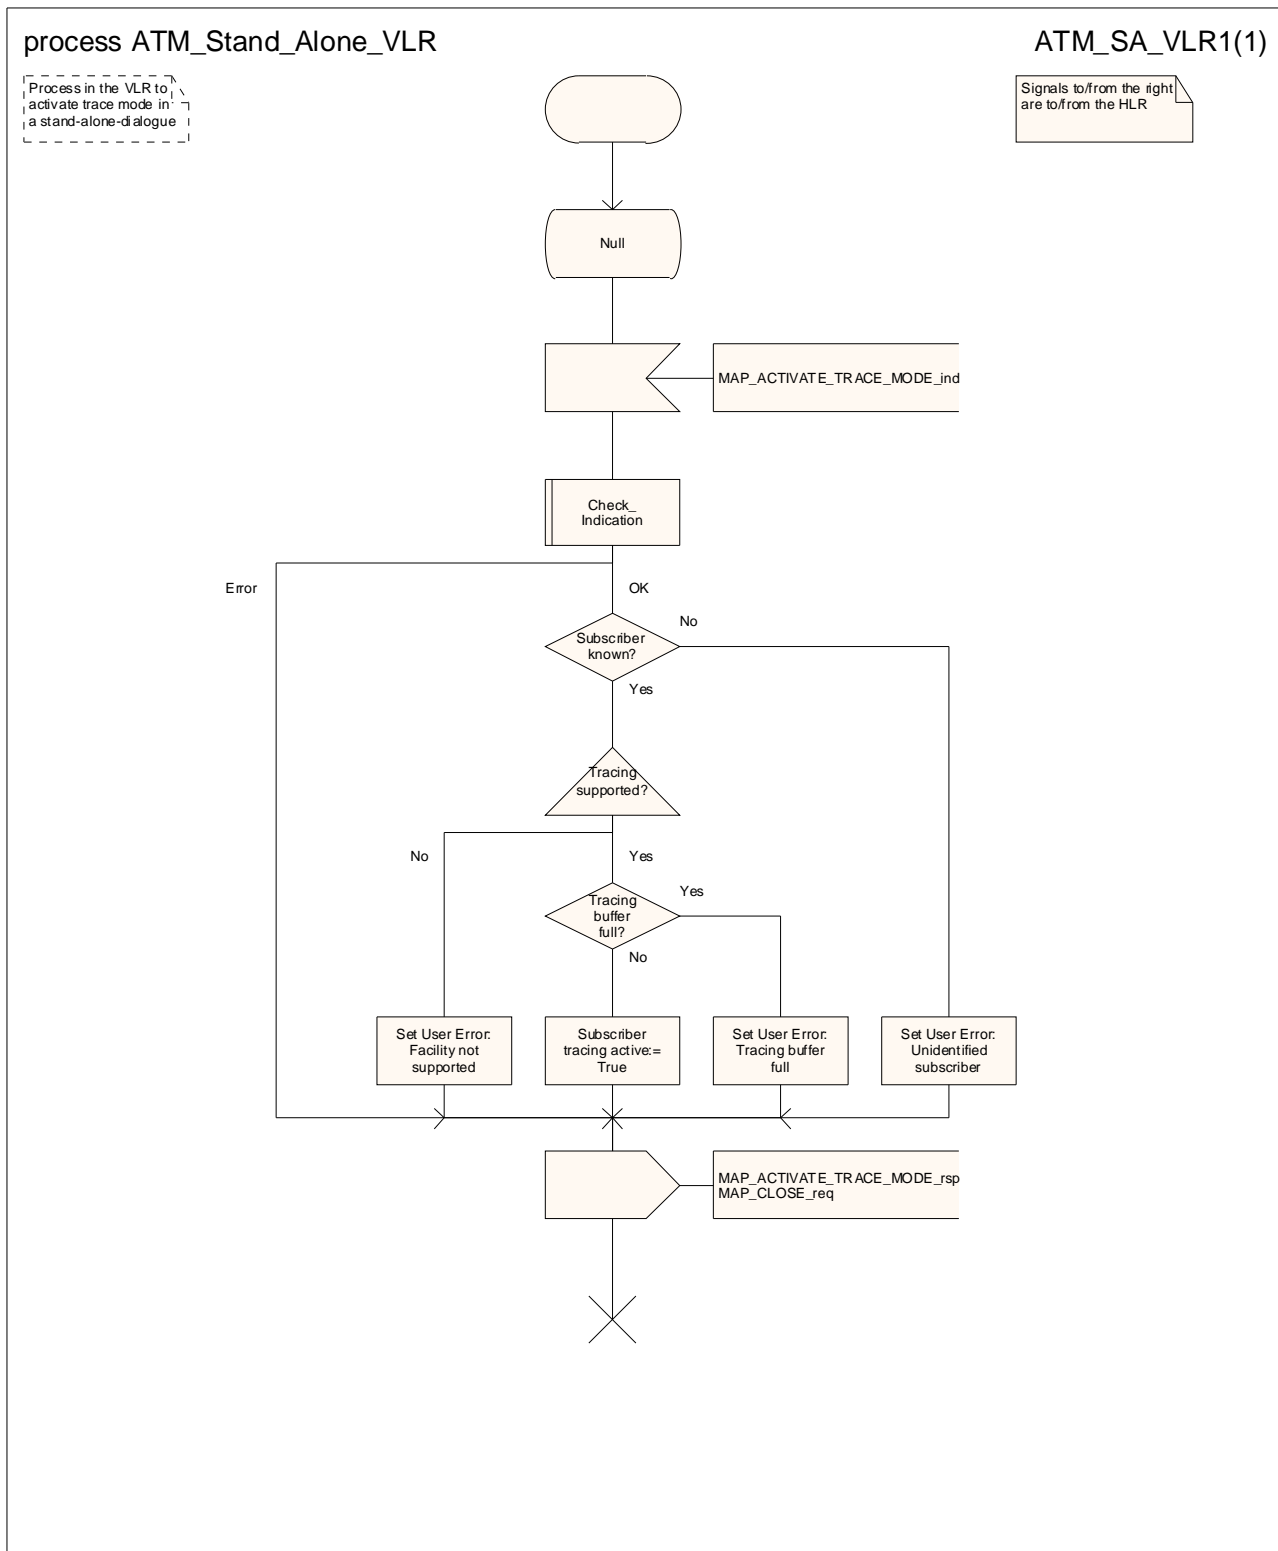 process ATM_Stand_Alone_VLR
ATM_SA_VLR1(1)
Process in the VLR to
activate trace mode in
a stand-alone-dialogue
Signals to/from the right
are to/from the HLR
Null
MAP_ACTIVATE_TRACE_MODE_ind
Check_
Indication
Error
OK
No
Subscriber
known?
Yes
Tracing
supported?
No
Yes
Yes
Tracing
buffer
full?
No
Set User Error:
Facility not
supported
Subscriber
tracing active:=
True
Set User Error:
Tracing buffer
full
Set User Error:
Unidentified
subscriber
MAP_ACTIVATE_TRACE_MODE_rsp
MAP_CLOSE_req